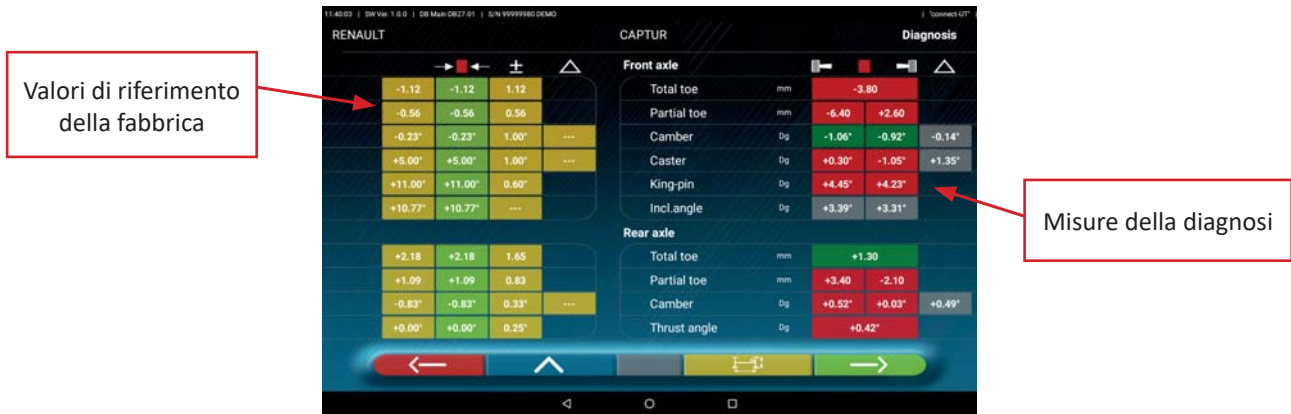 11:40:03 | SW Ver. 1.0.0 | DB Main DB27.01 | S/N 99999980 DEMO | "connect-UT" |
RENAULT CAPTUR Diagnosis
± Front axle
-1.12 -1.12 1.12 Total toe mm -3.80
-0.56 -0.56 0.56 Partial toe mm -6.40 +2.60
-0.23° -0.23° 1.00° --- Camber Dg -1.06° -0.92° -0.14°
+5.00° +5.00° 1.00° --- Caster Dg +0.30° -1.05° +1.35°
+11.00° +11.00° 0.60° King-pin Dg +4.45° +4.23°
+10.77° +10.77° --- Incl.angle Dg +3.39° +3.31°
Rear axle
+2.18 +2.18 1.65 Total toe mm +1.30
+1.09 +1.09 0.83 Partial toe mm +3.40 -2.10
-0.83° -0.83° 0.33° --- Camber Dg +0.52° +0.03° +0.49°
+0.00° +0.00° 0.25° Thrust angle Dg +0.42°
Valori di riferimento
della fabbrica
Misure della diagnosi